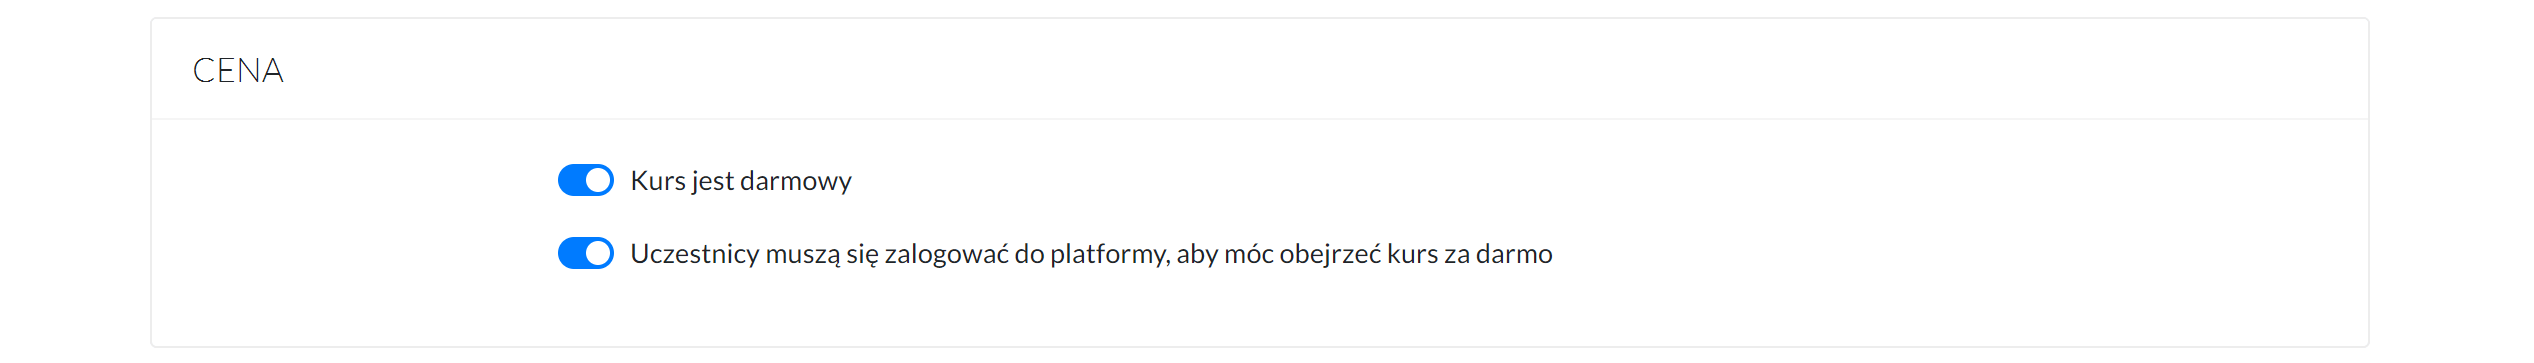 CENA
Kurs jest darmowy
Uczestnicy muszą się zalogować do platformy, aby móc obejrzeć kurs za darmo